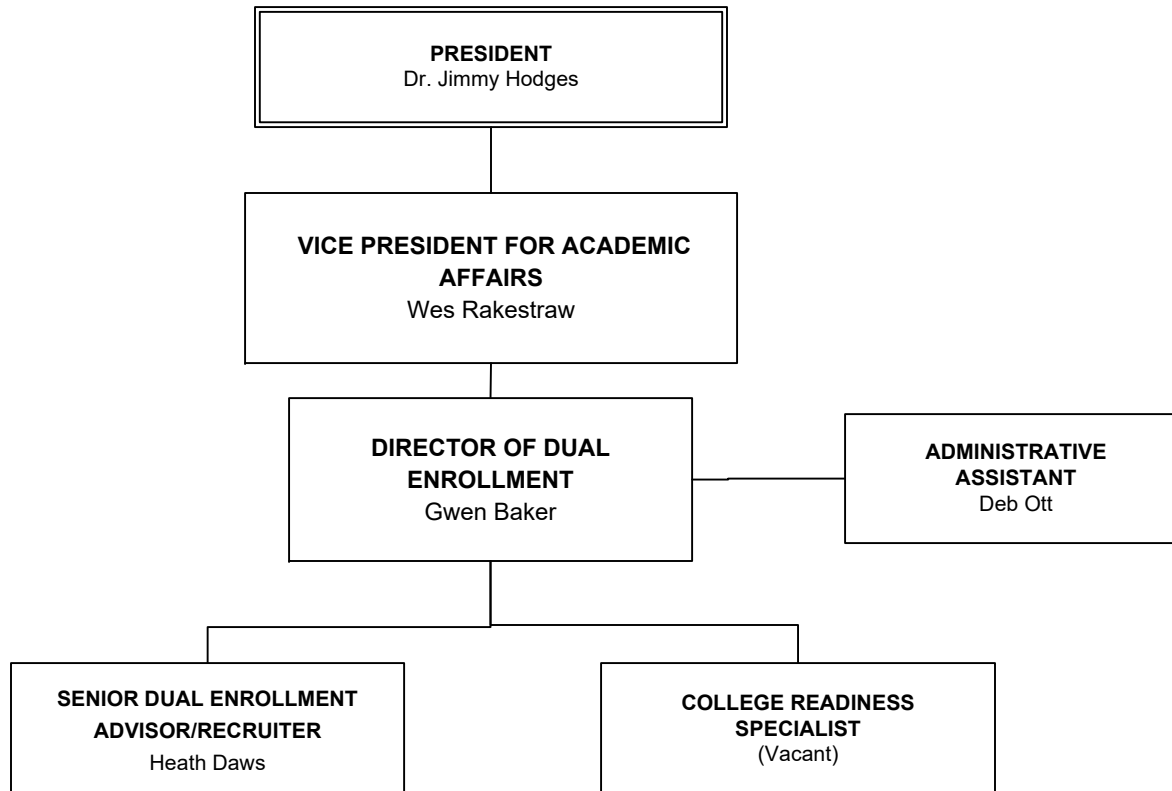 PRESIDENT
Dr. Jimmy Hodges
VICE PRESIDENT FOR ACADEMIC
AFFAIRS
Wes Rakestraw
DIRECTOR OF DUAL
ENROLLMENT
Gwen Baker
ADMINISTRATIVE
ASSISTANT
Deb Ott
SENIOR DUAL ENROLLMENT
ADVISOR/RECRUITER
Heath Daws
COLLEGE READINESS
SPECIALIST
(Vacant)